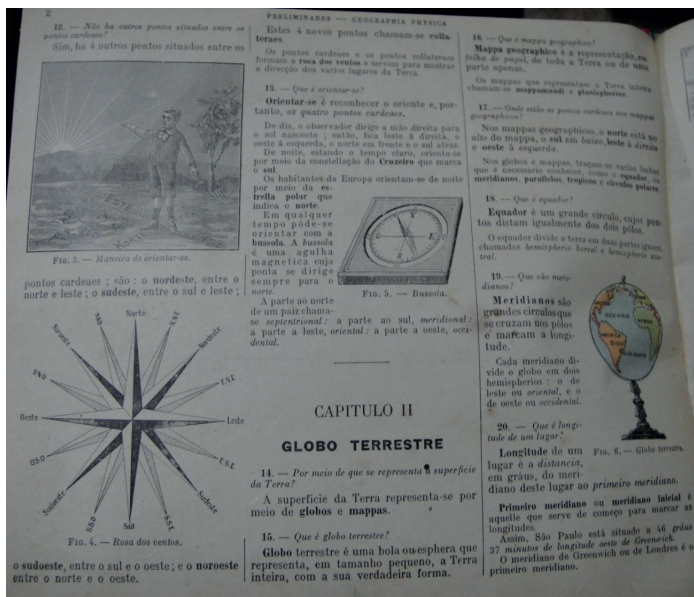 2
PRELIMINARES — GEOGRAPHIA PHYSICA
12. — Não ha outros pontos situados entre os
pontos cardeaes?
Sim, ha 4 outros pontos situados entre os
FIG. 3. — Maneira de orientar-se.
pontos cardeaes ; são : o nordeste, entre o
norte e leste ; o sudeste, entre o sul e leste ;
Norte
N.N.E
Nordeste
E.N.E
Leste
E.S.E
Sudeste
S.S.E
Sul
S.S.O
Sudoeste
O.S.O
Oeste
O.N.O
Noroeste
N.N.O
FIG. 4. — Rosa dos ventos.
o sudoeste, entre o sul e o oeste ; e o noroeste
entre o norte e o oeste.
Estes 4 novos pontos chamam-se colla-
teraes.
Os pontos cardeaes e os pontos collateraes
formam a rosa dos ventos e servem para mostrar
a direcção dos varios lugares da Terra.
13. — Que é orientar-se?
Orientar-se é reconhecer o oriente e, por-
tanto, os quatro pontos cardeaes.
De dia, o observador dirige a mão direita para
o sol nascente ; então, fica leste á direita, o
oeste à esquerda, o norte em frente e o sul atraz.
De noite, estando o tempo claro, orienta-se
por meio da constellação do Cruzeiro que marca
o sul.
Os habitantes da Europa orientam-se de noite
por meio da es-
trella polar que
indica o norte.
Em qualquer
tempo póde-se
orientar com a
bussola. A bussola
é uma agulha
magnetica cuja
ponta se dirige
sempre para o
norte.
FIG. 5. — Bussola.
A parte ao norte
de um paiz chama-
se septentrional : a parte ao sul, meridional :
a parte a leste, oriental : a parte a oeste, occi-
dental.
CAPITULO II
GLOBO TERRESTRE
14. — Por meio de que se representa a superficie
da Terra?
A superficie da Terra representa-se por
meio de globos e mappas.
15. — Que é globo terrestre?
Globo terrestre é uma bola ou esphera que
representa, em tamanho pequeno, a Terra
inteira, com a sua verdadeira forma.
16. — Que é mappa geographico?
Mappa geographico é a representação, em
folha de papel, de toda a Terra ou de uma
parte apenas.
Os mappas que representam a Terra inteira
chamam-se mappamundi e planispherios.
17. — Onde estão os pontos cardeaes nos mappas
geographicos?
Nos mappas geographicos, o norte está no
alto do mappa, o sul em baixo, leste à direita
e oeste à esquerda.
Nos globos e mappas, traçam-se varias linhas
que é necessario conhecer, como o equador, os
meridianos, parallelos, tropicos e circulos polares
18. — Que é equador?
Equador é um grande circulo, cujos pon-
tos distam igualmente dos dois pólos.
O equador divide a terra em duas partes iguaes,
chamadas hemispherio boreal e hemispherio aus-
tral.
19. — Que são meri-
dianos?
Meridianos são
grandes circulos que
se cruzam nos pólos
e marcam a longi-
tude.
Cada meridiano di-
vide o globo em dois
hemispherios : o de
leste ou oriental, e o
de oeste ou occidental.
20. — Que é longi-
tude de um lugar?
OCEANO
FIG. 6. — Globo terrestre.
Longitude de um
lugar é a distancia,
em gráus, do meri-
diano deste lugar ao primeiro meridiano.
Primeiro meridiano ou meridiano inicial é
aquelle que serve de começo para marcar as
longitudes.
Assim, São Paulo está situado a 46 gráus
37 minutos de longitude oeste de Greenwich.
O meridiano de Greenwich ou de Londres é o
primeiro meridiano.